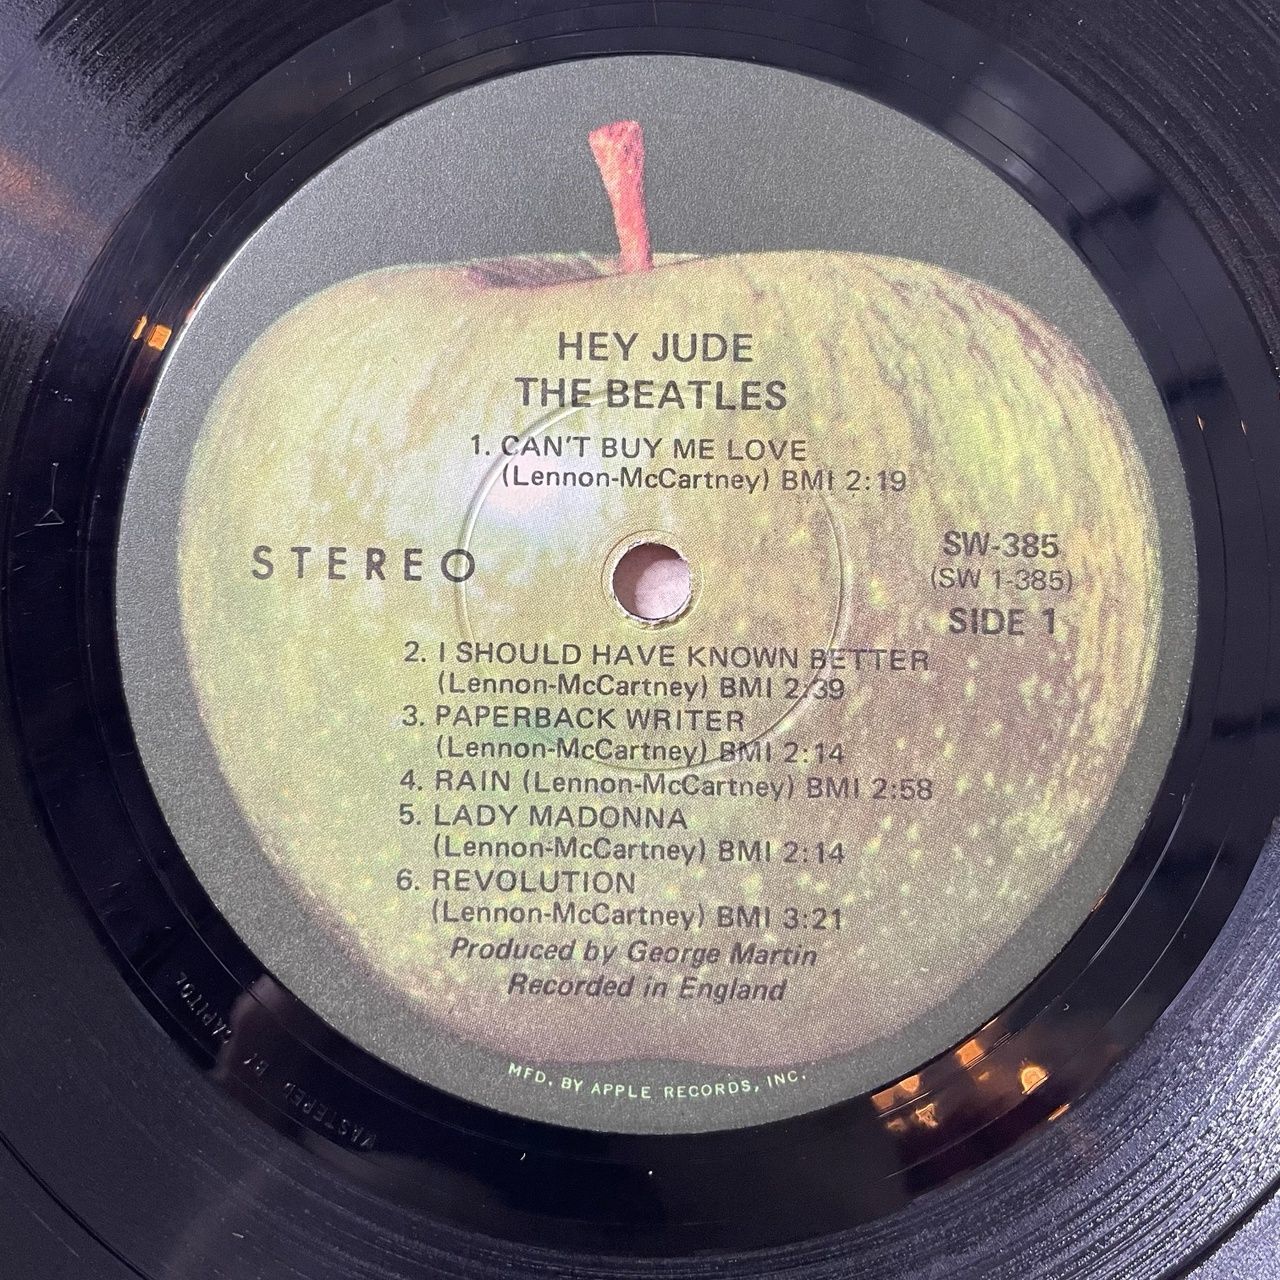 HEY JUDE
THE BEATLES
1. CAN'T BUY ME LOVE
(Lennon-McCartney) BMI 2:19
STEREO
SW-385
(SW 1-385)
SIDE 1
2. I SHOULD HAVE KNOWN BETTER
(Lennon-McCartney) BMI 2:39
3. PAPERBACK WRITER
(Lennon-McCartney) BMI 2:14
4. RAIN (Lennon-McCartney) BMI 2:58
5. LADY MADONNA
(Lennon-McCartney) BMI 2:14
6. REVOLUTION
(Lennon-McCartney) BMI 3:21
Produced by George Martin
Recorded in England
MFD. BY APPLE RECORDS, INC.
MASTERED BY CAPITOL